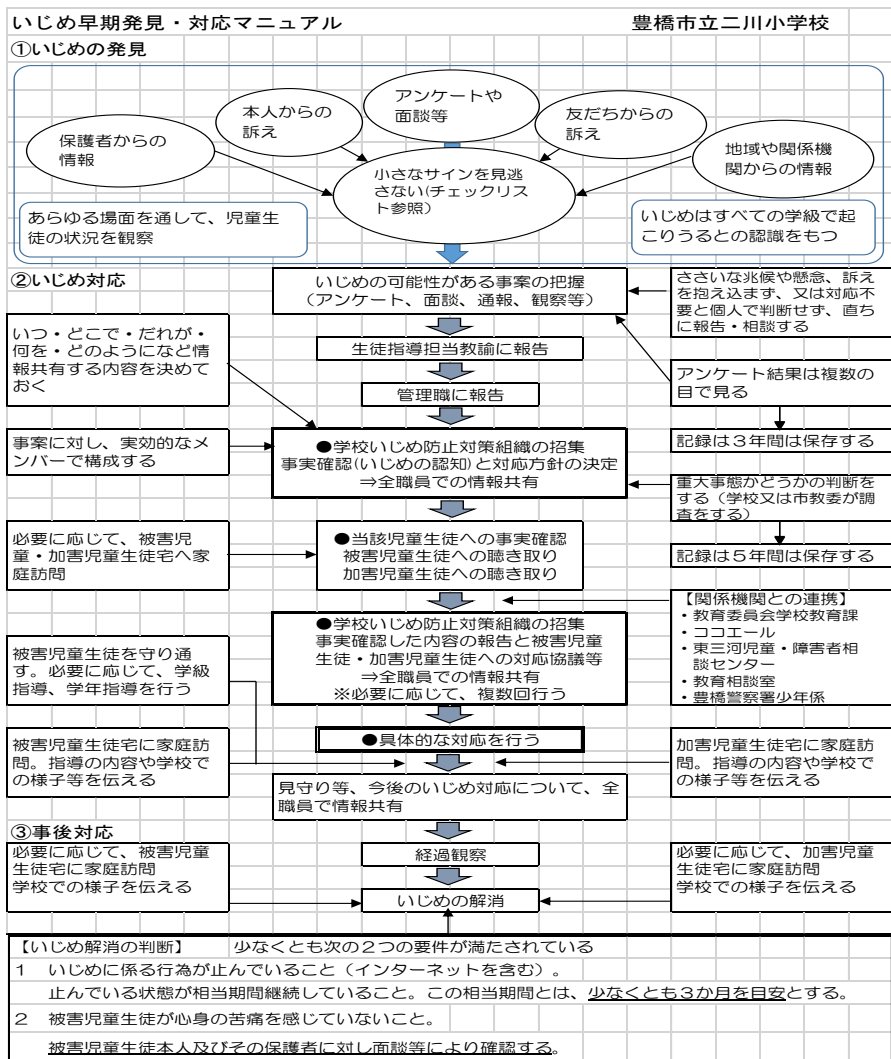 いじめ早期発見・対応マニュアル
豊橋市立二川小学校
①いじめの発見
保護者からの
情報
本人からの
訴え
アンケートや
面談等
友だちからの
訴え
地域や関係機
関からの情報
小さなサインを見逃
さない(チェックリス
ト参照）
あらゆる場面を通して、児童生
徒の状況を観察
いじめはすべての学級で起
こりうるとの認識をもつ
②いじめ対応
いじめの可能性がある事案の把握
（アンケート、面談、通報、観察等）
ささいな兆候や懸念、訴え
を抱え込まず、又は対応不
要と個人で判断せず、直ち
に報告・相談する
いつ・どこで・だれが・
何を・どのようになど情
報共有する内容を決めて
おく
生徒指導担当教諭に報告
アンケート結果は複数の
目で見る
管理職に報告
記録は３年間は保存する
事案に対し、実効的なメ
ンバーで構成する
●学校いじめ防止対策組織の招集
事実確認(いじめの認知)と対応方針の決定
⇒全職員での情報共有
重大事態かどうかの判断を
する（学校又は市教委が
調査をする）
記録は５年間は保存する
必要に応じて、被害児
童・加害児童生徒宅へ家
庭訪問
●当該児童生徒への事実確認
被害児童生徒への聴き取り
加害児童生徒への聴き取り
【関係機関との連携】
・教育委員会学校教育課
・ココエール
・東三河児童・障害者相
談センター
・教育相談室
・豊橋警察署少年係
●学校いじめ防止対策組織の招集
事実確認した内容の報告と被害児童
生徒・加害児童生徒への対応協議等
⇒全職員での情報共有
※必要に応じて、複数回行う
被害児童生徒を守り通
す。必要に応じて、学級
指導、学年指導を行う
●具体的な対応を行う
被害児童生徒宅に家庭訪
問。指導の内容や学校で
の様子等を伝える
加害児童生徒宅に家庭訪
問。指導の内容や学校で
の様子等を伝える
見守り等、今後のいじめ対応について、全
職員で情報共有
③事後対応
必要に応じて、被害児童
生徒宅に家庭訪問
学校での様子を伝える
経過観察
必要に応じて、加害児童
生徒宅に家庭訪問
学校での様子を伝える
いじめの解消
【いじめ解消の判断】　少なくとも次の２つの要件が満たされている
1　いじめに係る行為が止んでいること（インターネットを含む）。
止んでいる状態が相当期間継続していること。この相当期間とは、少なくとも３か月を目安とする。
2　被害児童生徒が心身の苦痛を感じていないこと。
被害児童生徒本人及びその保護者に対し面談等により確認する。